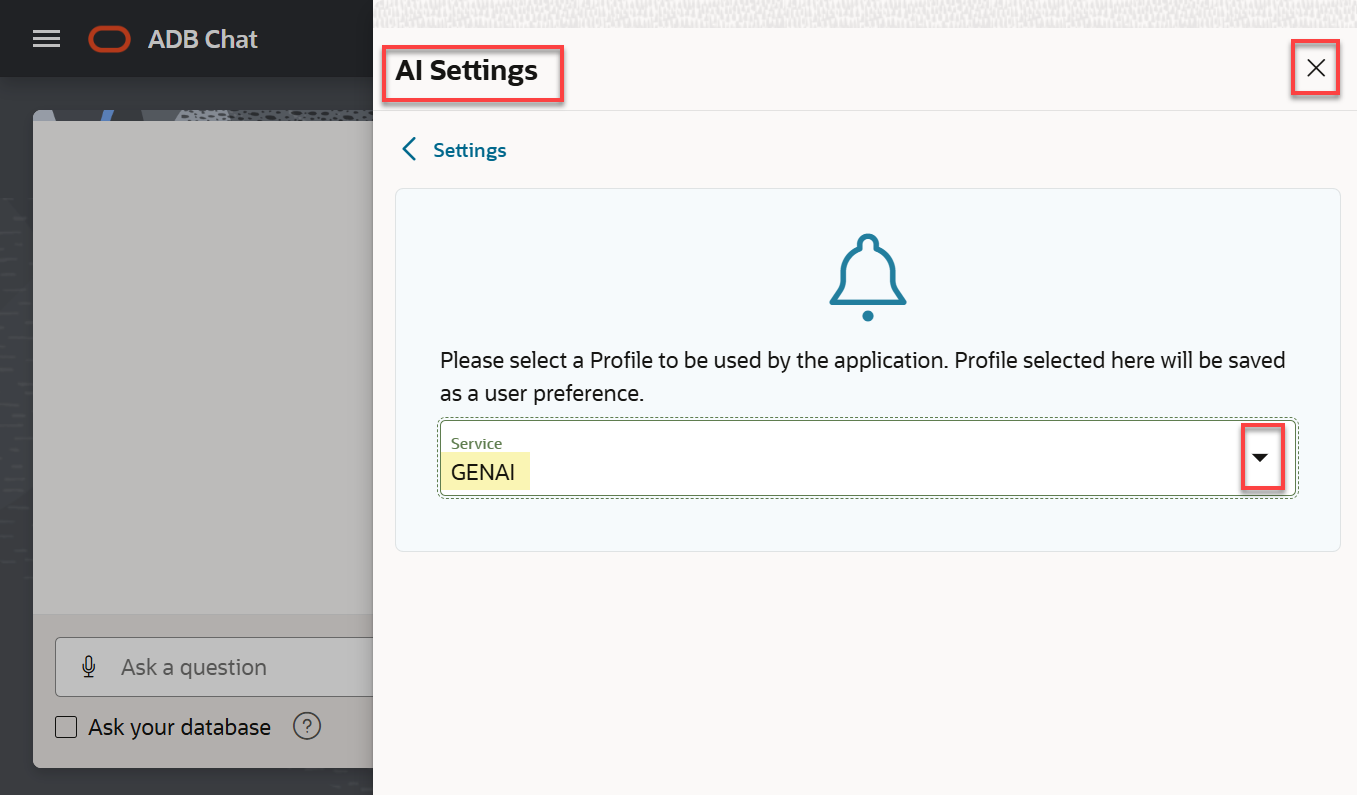 ADB Chat
AI Settings
Settings
Please select a Profile to be used by the application. Profile selected here will be saved
as a user preference.
Service
GENAI
Ask a question
Ask your database ?